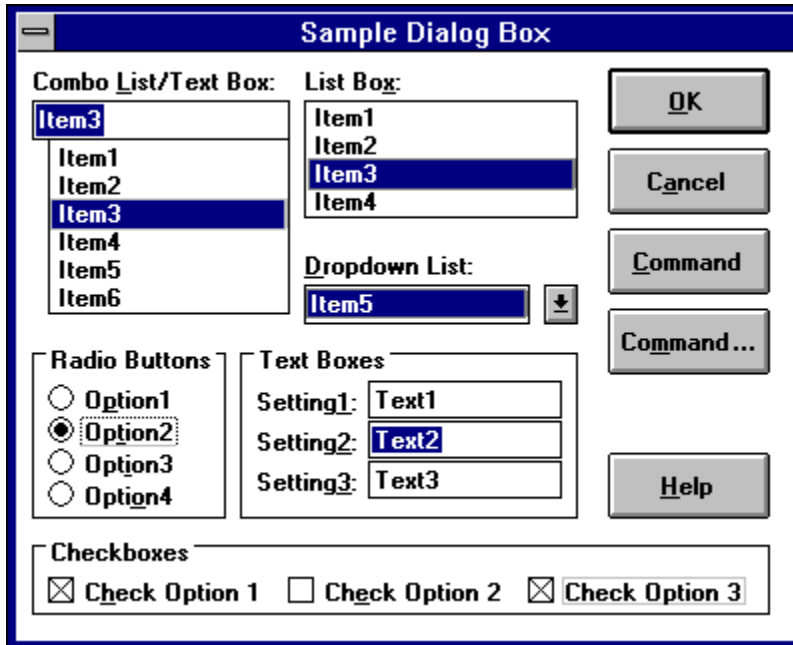 Sample Dialog Box
Combo List/Text Box:
Item3
Item1
Item2
Item3
Item4
Item5
Item6
List Box:
Item1
Item2
Item3
Item4
Dropdown List:
Item5
OK
Cancel
Command
Command...
Help
Radio Buttons
Option1
Option2
Option3
Option4
Text Boxes
Setting1: Text1
Setting2: Text2
Setting3: Text3
Checkboxes
Check Option 1 Check Option 2 Check Option 3